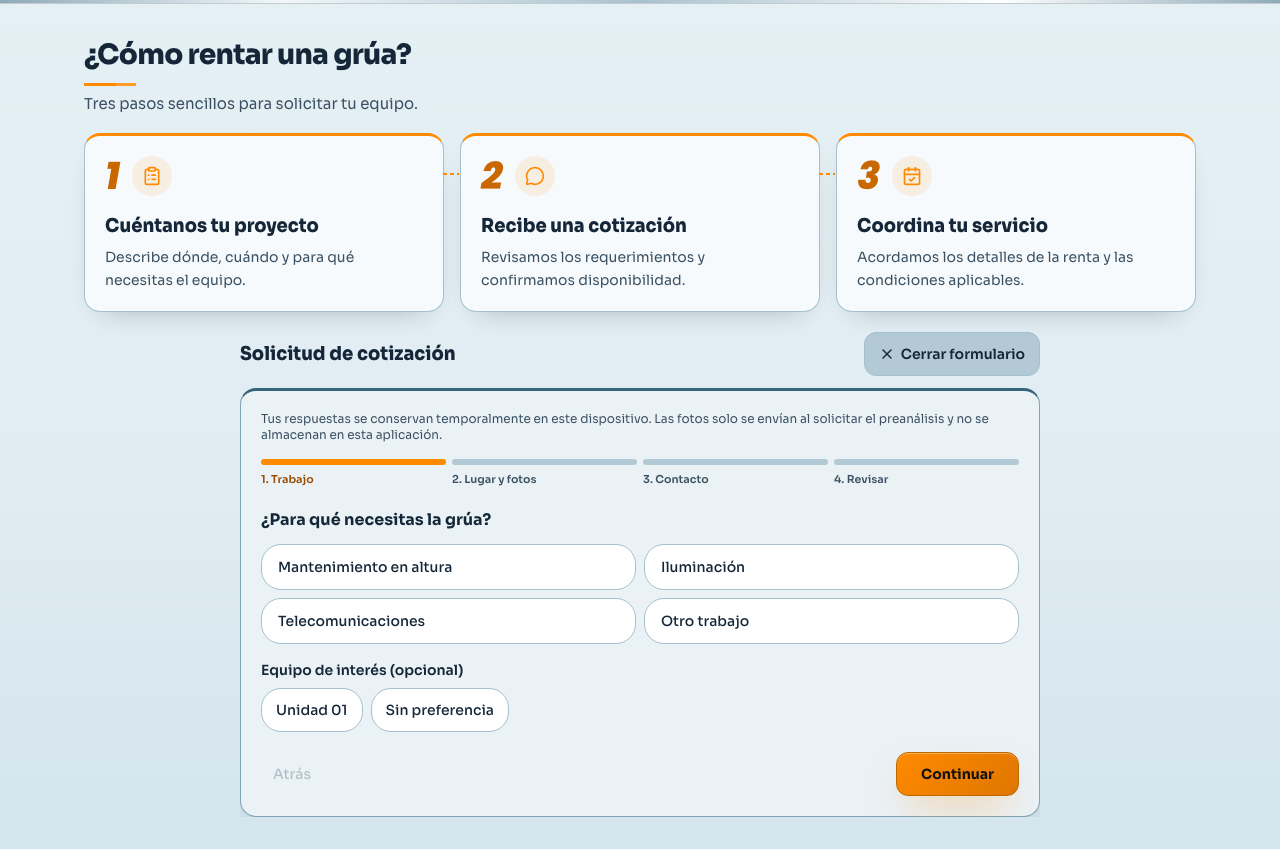 ¿Cómo rentar una grúa?
Tres pasos sencillos para solicitar tu equipo.
1
Cuéntanos tu proyecto
Describe dónde, cuándo y para qué
necesitas el equipo.
2
Recibe una cotización
Revisamos los requerimientos y
confirmamos disponibilidad.
3
Coordina tu servicio
Acordamos los detalles de la renta y las
condiciones aplicables.
Solicitud de cotización
Cerrar formulario
Tus respuestas se conservan temporalmente en este dispositivo. Las fotos solo se envían al solicitar el preanálisis y no se
almacenan en esta aplicación.
1. Trabajo
2. Lugar y fotos
3. Contacto
4. Revisar
¿Para qué necesitas la grúa?
Mantenimiento en altura
Iluminación
Telecomunicaciones
Otro trabajo
Equipo de interés (opcional)
Unidad 01
Sin preferencia
Atrás
Continuar